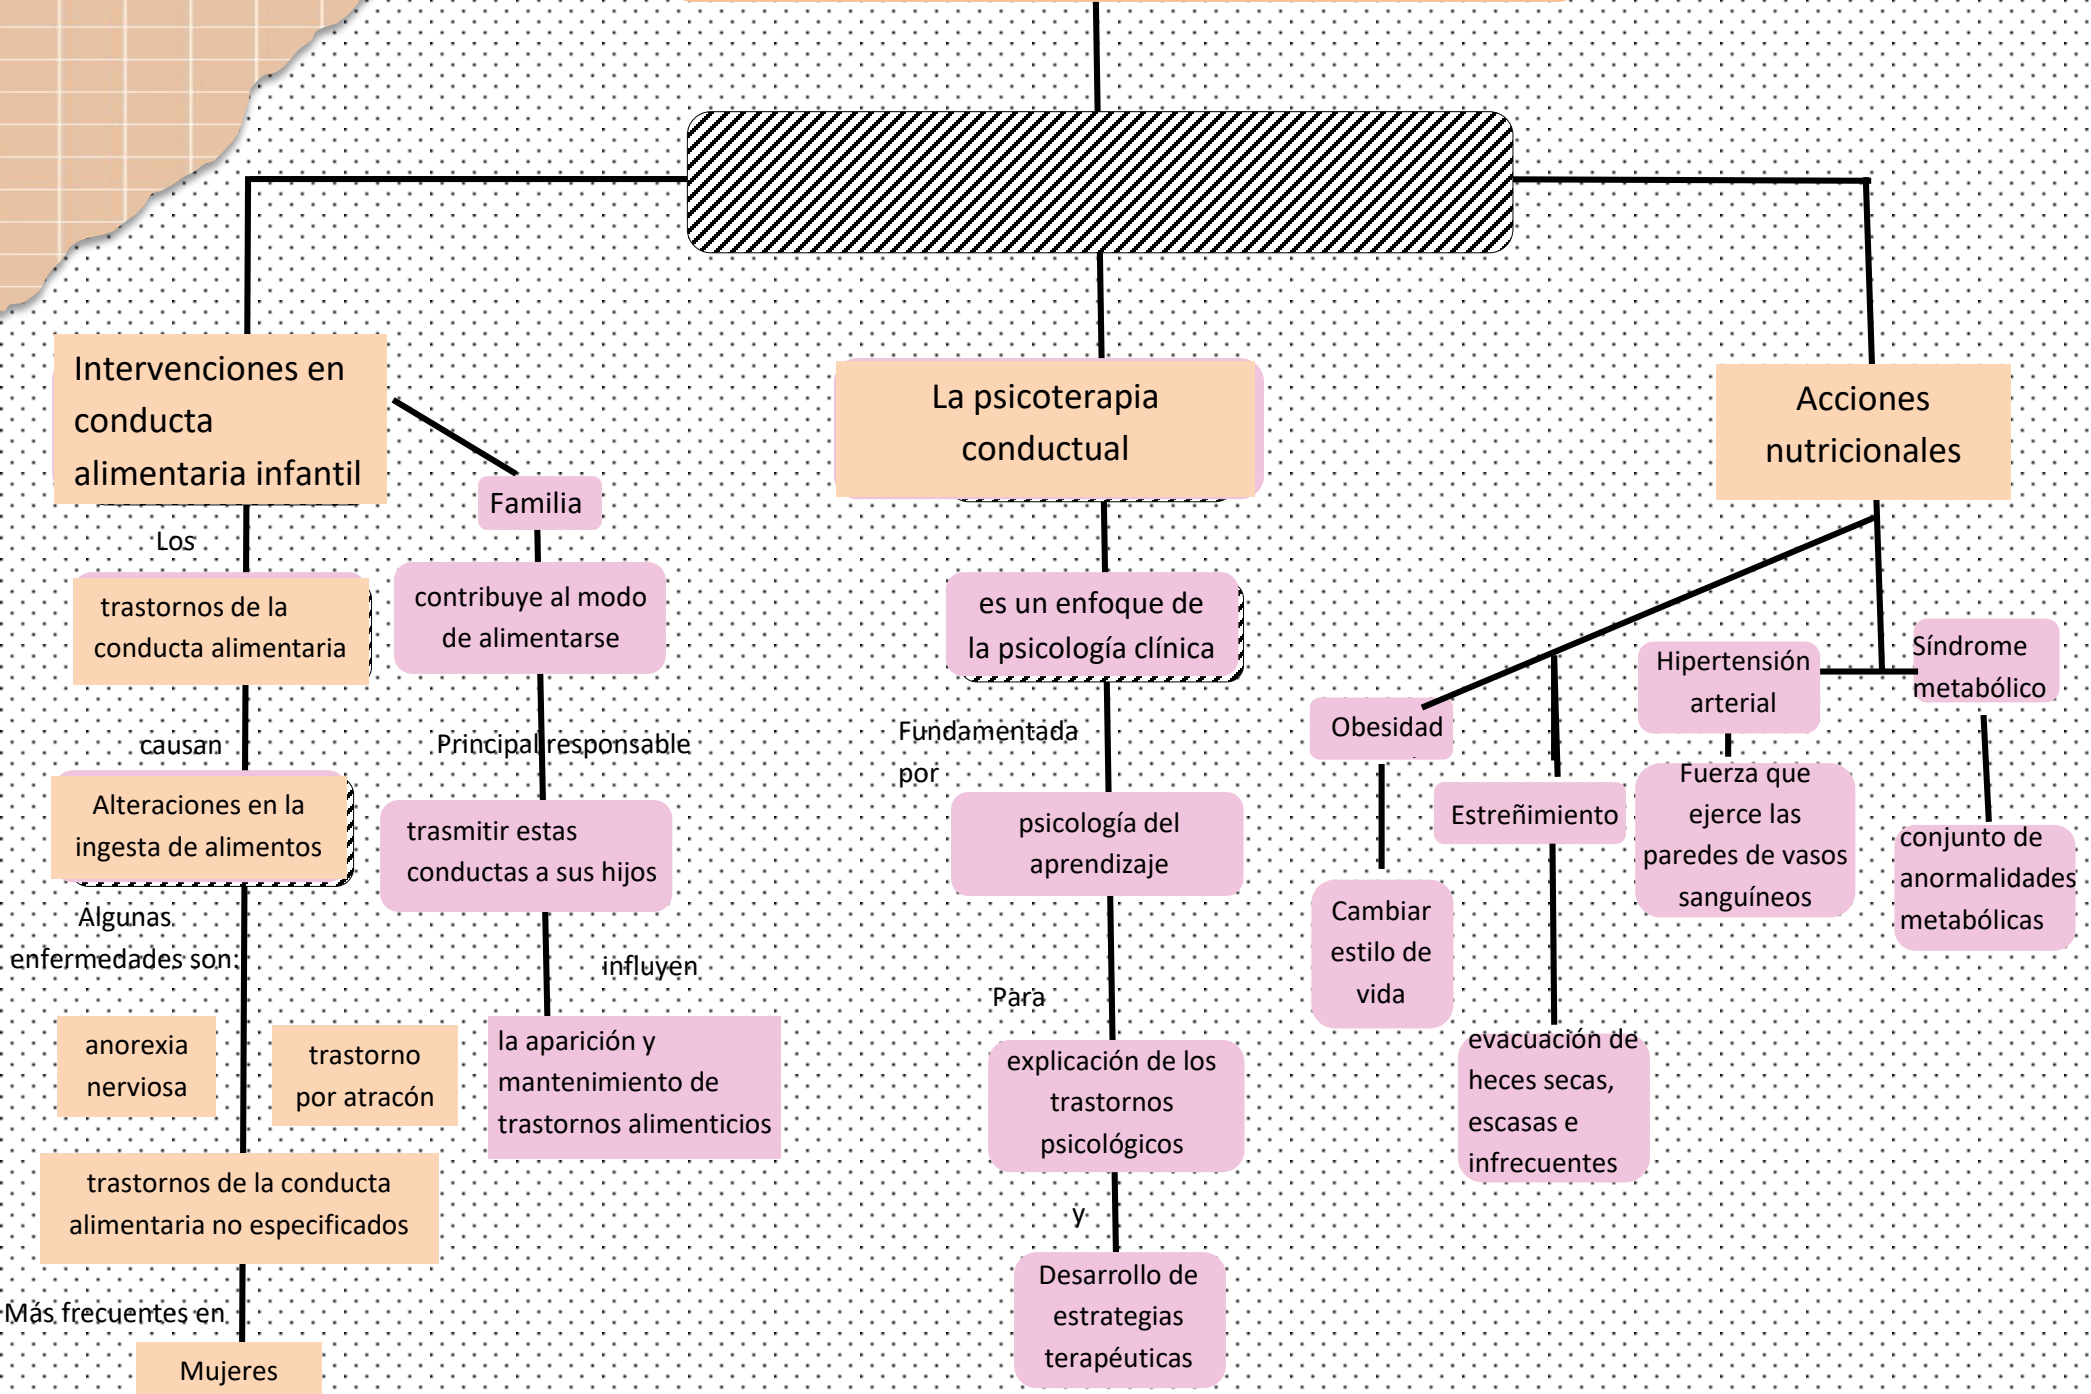 Intervenciones en
conducta
alimentaria infantil
Los
trastornos de la
conducta alimentaria
causan
Alteraciones en la
ingesta de alimentos
Algunas
enfermedades son:
anorexia
nerviosa
trastorno
por atracón
trastornos de la conducta
alimentaria no especificados
Más frecuentes en
Mujeres
Familia
contribuye al modo
de alimentarse
Principal responsable
trasmitir estas
conductas a sus hijos
influyen
la aparición y
mantenimiento de
trastornos alimenticios
La psicoterapia
conductual
es un enfoque de
la psicología clínica
Fundamentada
por
psicología del
aprendizaje
Para
explicación de los
trastornos
psicológicos
y
Desarrollo de
estrategias
terapéuticas
Acciones
nutricionales
Obesidad
Cambiar
estilo de
vida
Estreñimiento
evacuación de
heces secas,
escasas e
infrecuentes
Hipertensión
arterial
Fuerza que
ejerce las
paredes de vasos
sanguíneos
Síndrome
metabólico
conjunto de
anormalidades
metabólicas